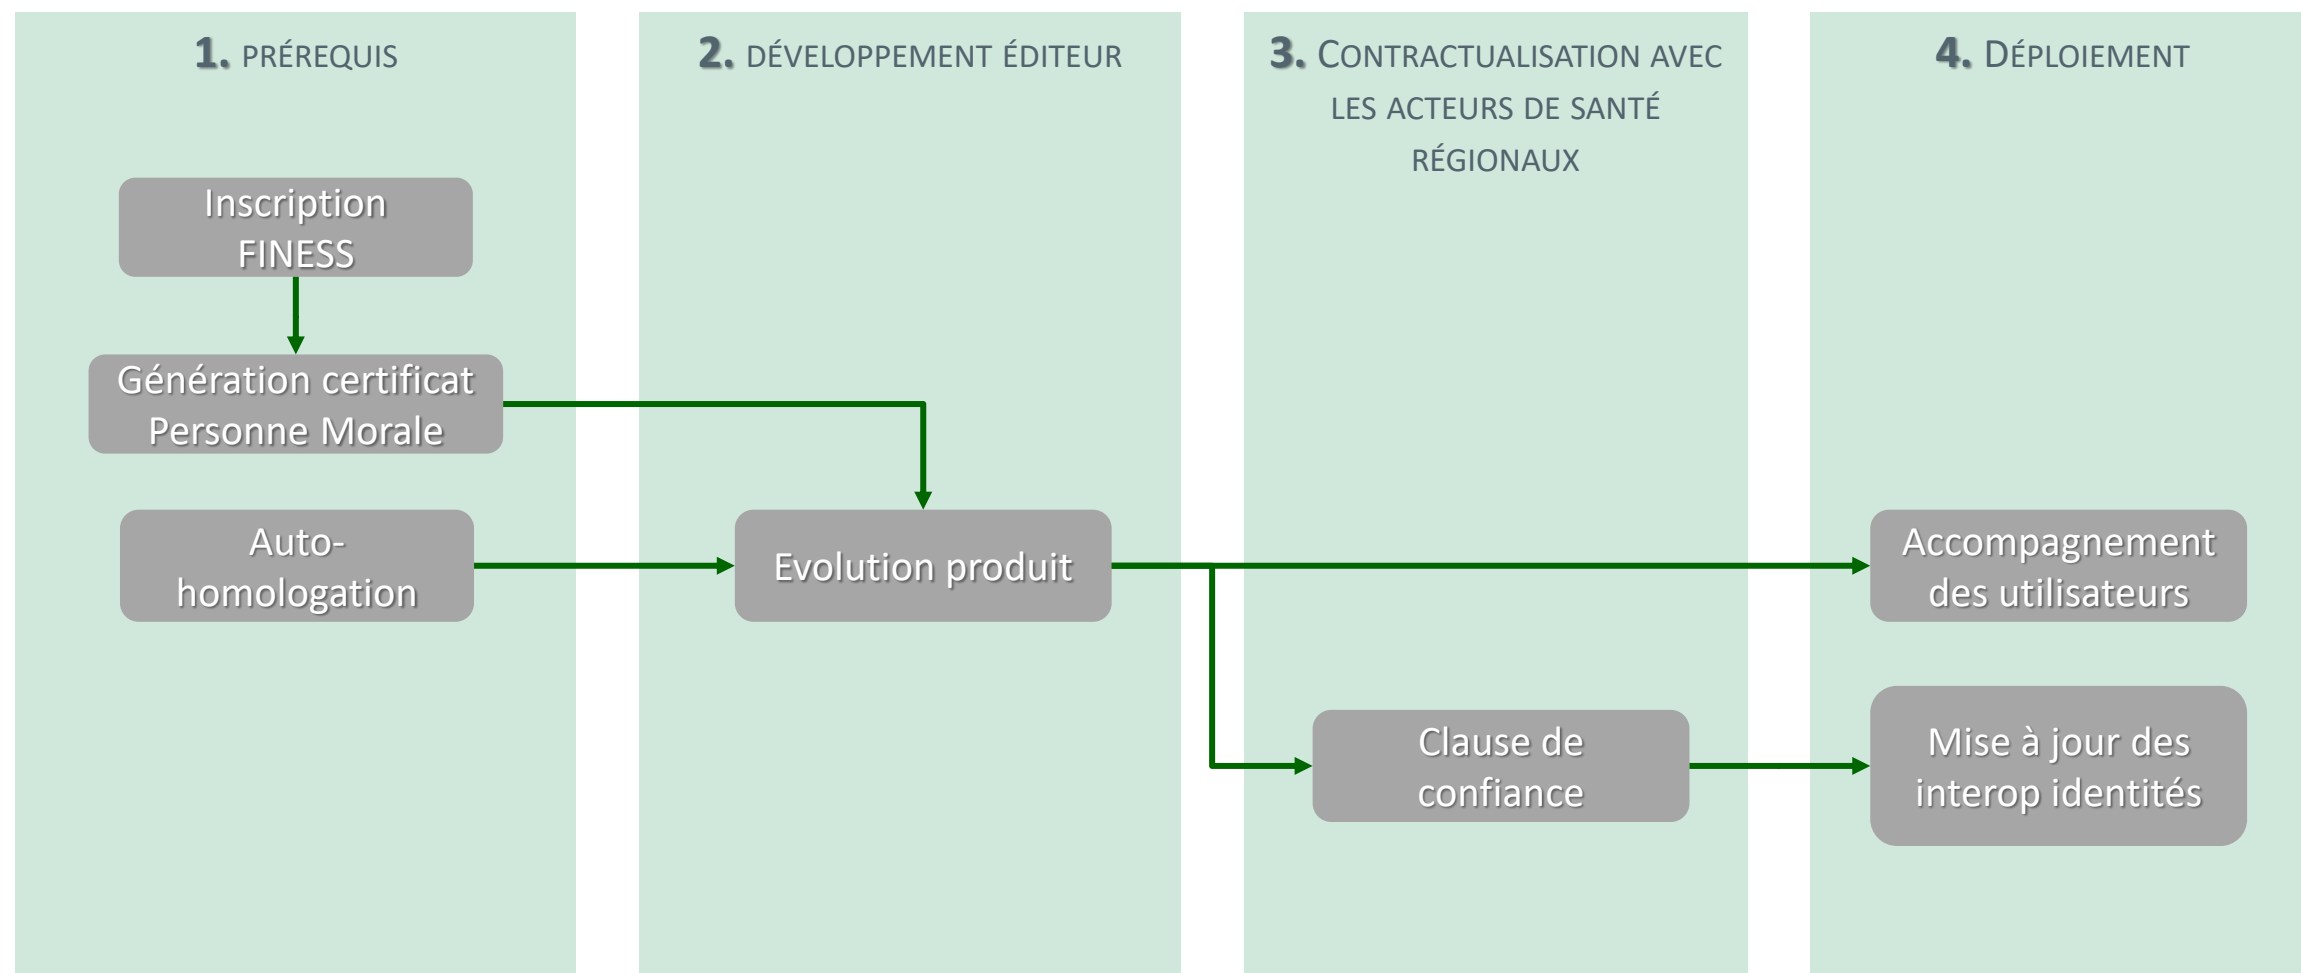 1. PRÉREQUIS
Inscription
FINESS
Génération certificat
Personne Morale
Auto-
homologation
2. DÉVELOPPEMENT ÉDITEUR
Evolution produit
3. CONTRACTUALISATION AVEC
LES ACTEURS DE SANTÉ
RÉGIONAUX
Clause de
confiance
4. DÉPLOIEMENT
Accompagnement
des utilisateurs
Mise à jour des
interop identités